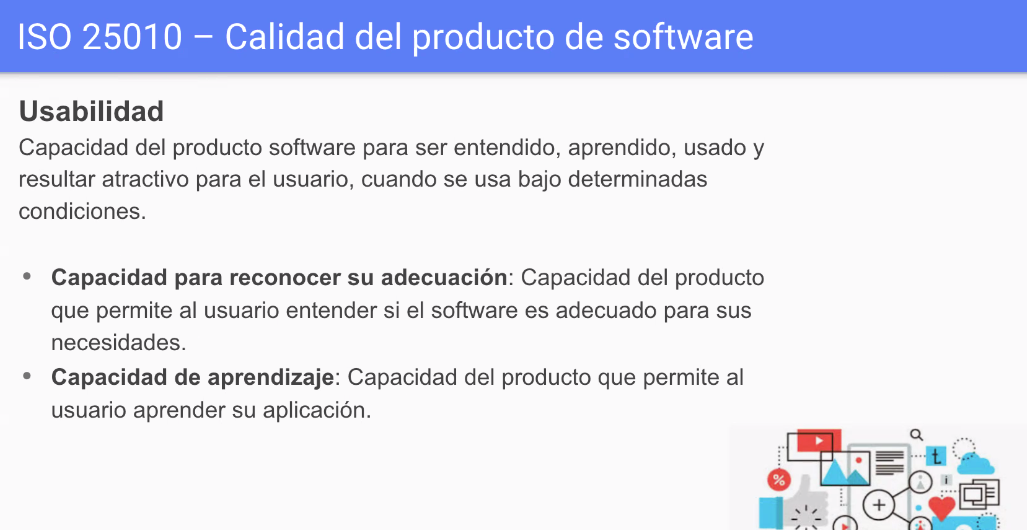 ISO 25010 – Calidad del producto de software
Usabilidad
Capacidad del producto software para ser entendido, aprendido, usado y
resultar atractivo para el usuario, cuando se usa bajo determinadas
condiciones.
• Capacidad para reconocer su adecuación: Capacidad del producto
que permite al usuario entender si el software es adecuado para sus
necesidades.
• Capacidad de aprendizaje: Capacidad del producto que permite al
usuario aprender su aplicación.
%
t
i